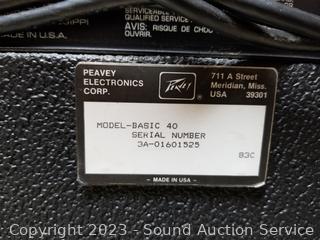 SERVICEABLE
QUALIFIED SERVICE
AVIS: RISQUE DE CHOC
OUVRIR.
MADE IN U.S.A.
PEAVEY
ELECTRONICS
CORP.
PEAVEY
711 A Street
Meridian, Miss.
USA 39301
MODEL-BASIC 40
SERIAL NUMBER
3A-01601525
83C
MADE IN USA
Copyright 2023 - Sound Auction Service